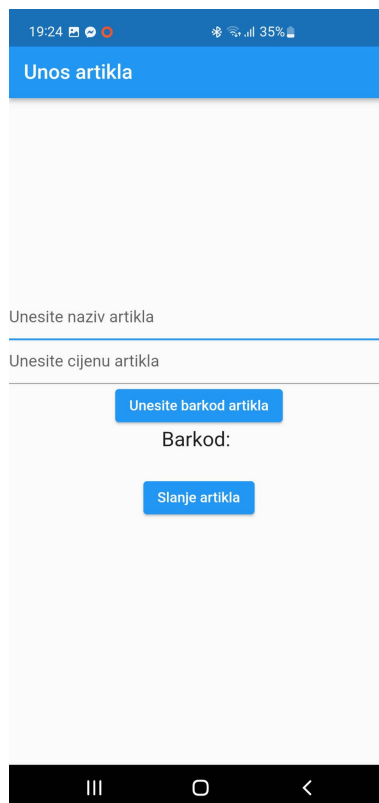 19:24 35%
Unos artikla
Unesite naziv artikla
Unesite cijenu artikla
Unesite barkod artikla
Barkod:
Slanje artikla